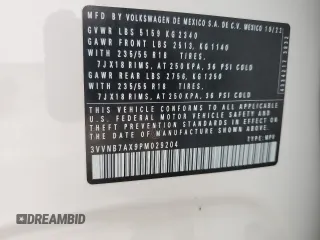 MFD BY VOLKSWAGEN DE MEXICO S.A. DE C.V. MEXICO 10/22
GVWR LBS 5159 KG 2340
GAWR FRONT LBS 2513, KG 1140
WITH 235/55 R18 TIRES,
7JX18 RIMS, AT 250 KPA, 36 PSI COLD
GAWR REAR LBS 2756, KG 1250
WITH 235/55 R18 TIRES,
7JX18 RIMS, AT 250 KPA, 36 PSI COLD
THIS VEHICLE CONFORMS TO ALL APPLICABLE
FEDERAL MOTOR VEHICLE SAFETY
THEFT PREVENTION STANDARDS IN EFFECT
ON THE DATE OF MANUFACTURE SHOWN ABOVE
3VVNB7AX9PM029204
TYPE: MPV
DREAMBID